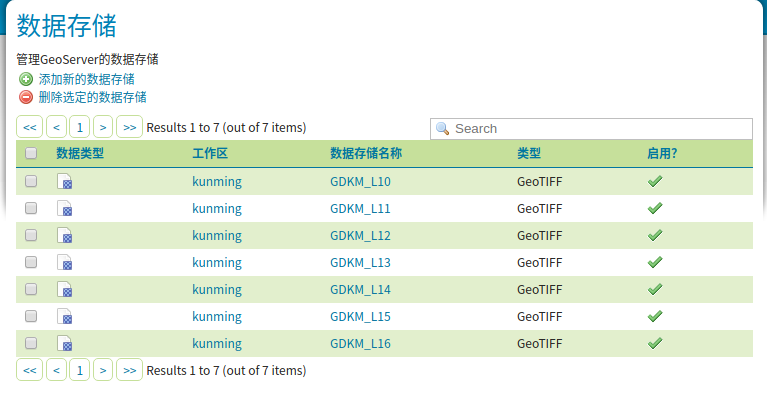 数据存储
管理GeoServer的数据存储
添加新的数据存储
删除选定的数据存储
<< < 1 > >> Results 1 to 7 (out of 7 items) Search
数据类型 工作区 数据存储名称 类型 启用?
kunming GDKM_L10 GeoTIFF
kunming GDKM_L11 GeoTIFF
kunming GDKM_L12 GeoTIFF
kunming GDKM_L13 GeoTIFF
kunming GDKM_L14 GeoTIFF
kunming GDKM_L15 GeoTIFF
kunming GDKM_L16 GeoTIFF
<< < 1 > >> Results 1 to 7 (out of 7 items)